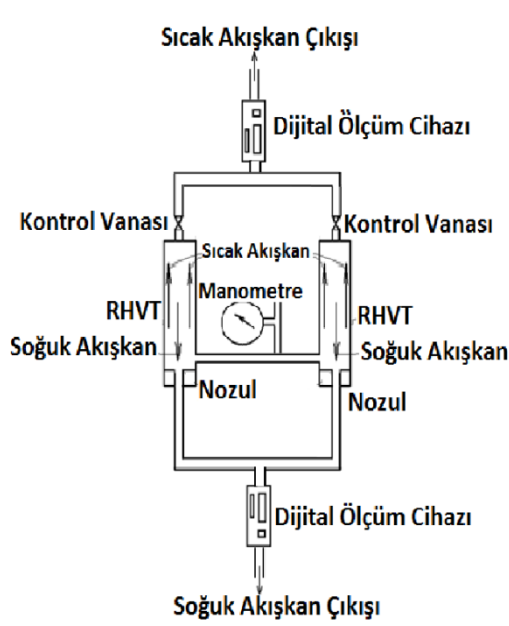 Sıcak Akışkan Çıkışı
Dijital Ölçüm Cihazı
Kontrol Vanası
Kontrol Vanası
Sıcak Akışkan
Manometre
RHVT
RHVT
Soğuk Akışkan
Soğuk Akışkan
Nozul
Nozul
Dijital Ölçüm Cihazı
Soğuk Akışkan Çıkışı